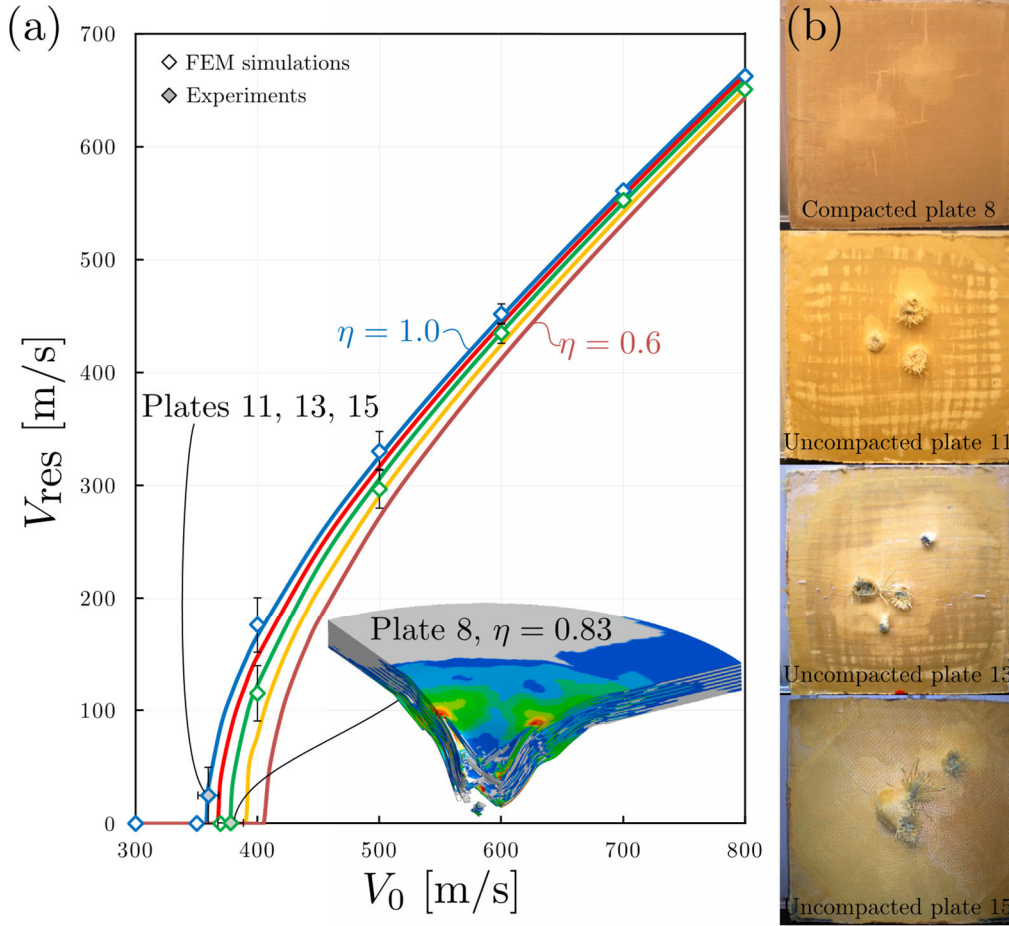 (a)
(b)
700
600
500
400
300
200
100
0
300
400
500
600
700
800
Vres [m/s]
V0 [m/s]
FEM simulations
Experiments
η = 1.0
η = 0.6
Plates 11, 13, 15
Plate 8, η = 0.83
Compacted plate 8
Uncompacted plate 11
Uncompacted plate 13
Uncompacted plate 15